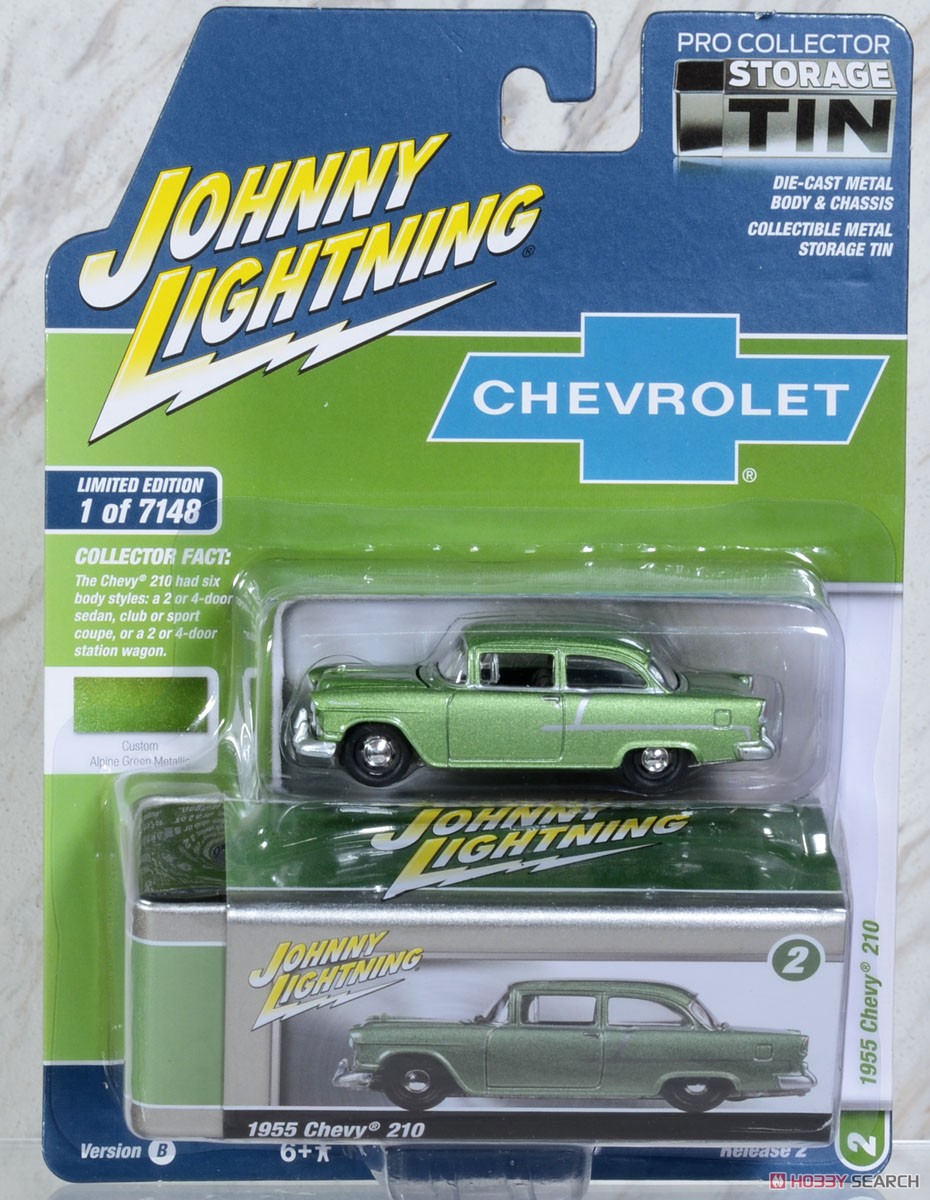 PRO COLLECTOR
STORAGE
TIN
DIE-CAST METAL
BODY & CHASSIS
COLLECTIBLE METAL
STORAGE TIN
JOHNNY
LIGHTNING®
CHEVROLET
®
LIMITED EDITION
1 of 7148
COLLECTOR FACT:
The Chevy® 210 had six
body styles: a 2 or 4-door
sedan, club or sport
coupe, or a 2 or 4-door
station wagon.
Custom
Alpine Green Metallic
JOHNNY
LIGHTNING
JOHNNY
LIGHTNING
2
1955 Chevy® 210
1955 Chevy® 210
2
Version B
6+
Release 2
HOBBY SEARCH